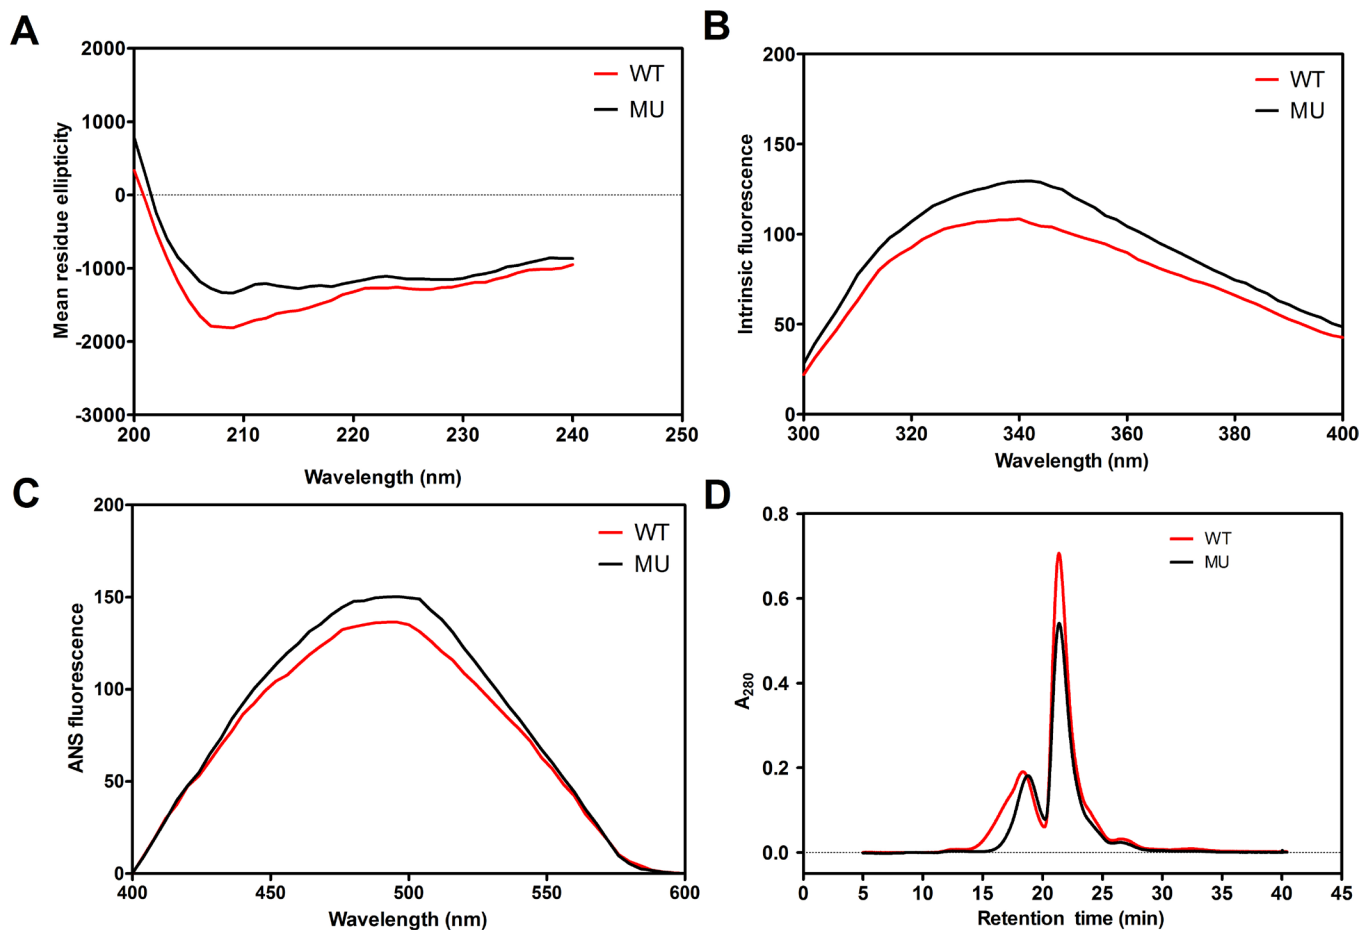 A
Mean residue ellipticity
2000
1000
0
-1000
-2000
-3000
200 210 220 230 240 250
Wavelength (nm)
WT
MU
B
Intrinsic fluorescence
200
150
100
50
0
300 320 340 360 380 400
Wavelength (nm)
WT
MU
C
ANS fluorescence
200
150
100
50
0
400 450 500 550 600
Wavelength (nm)
WT
MU
D
A280
0.8
0.6
0.4
0.2
0.0
0 5 10 15 20 25 30 35 40 45
Retention time (min)
WT
MU